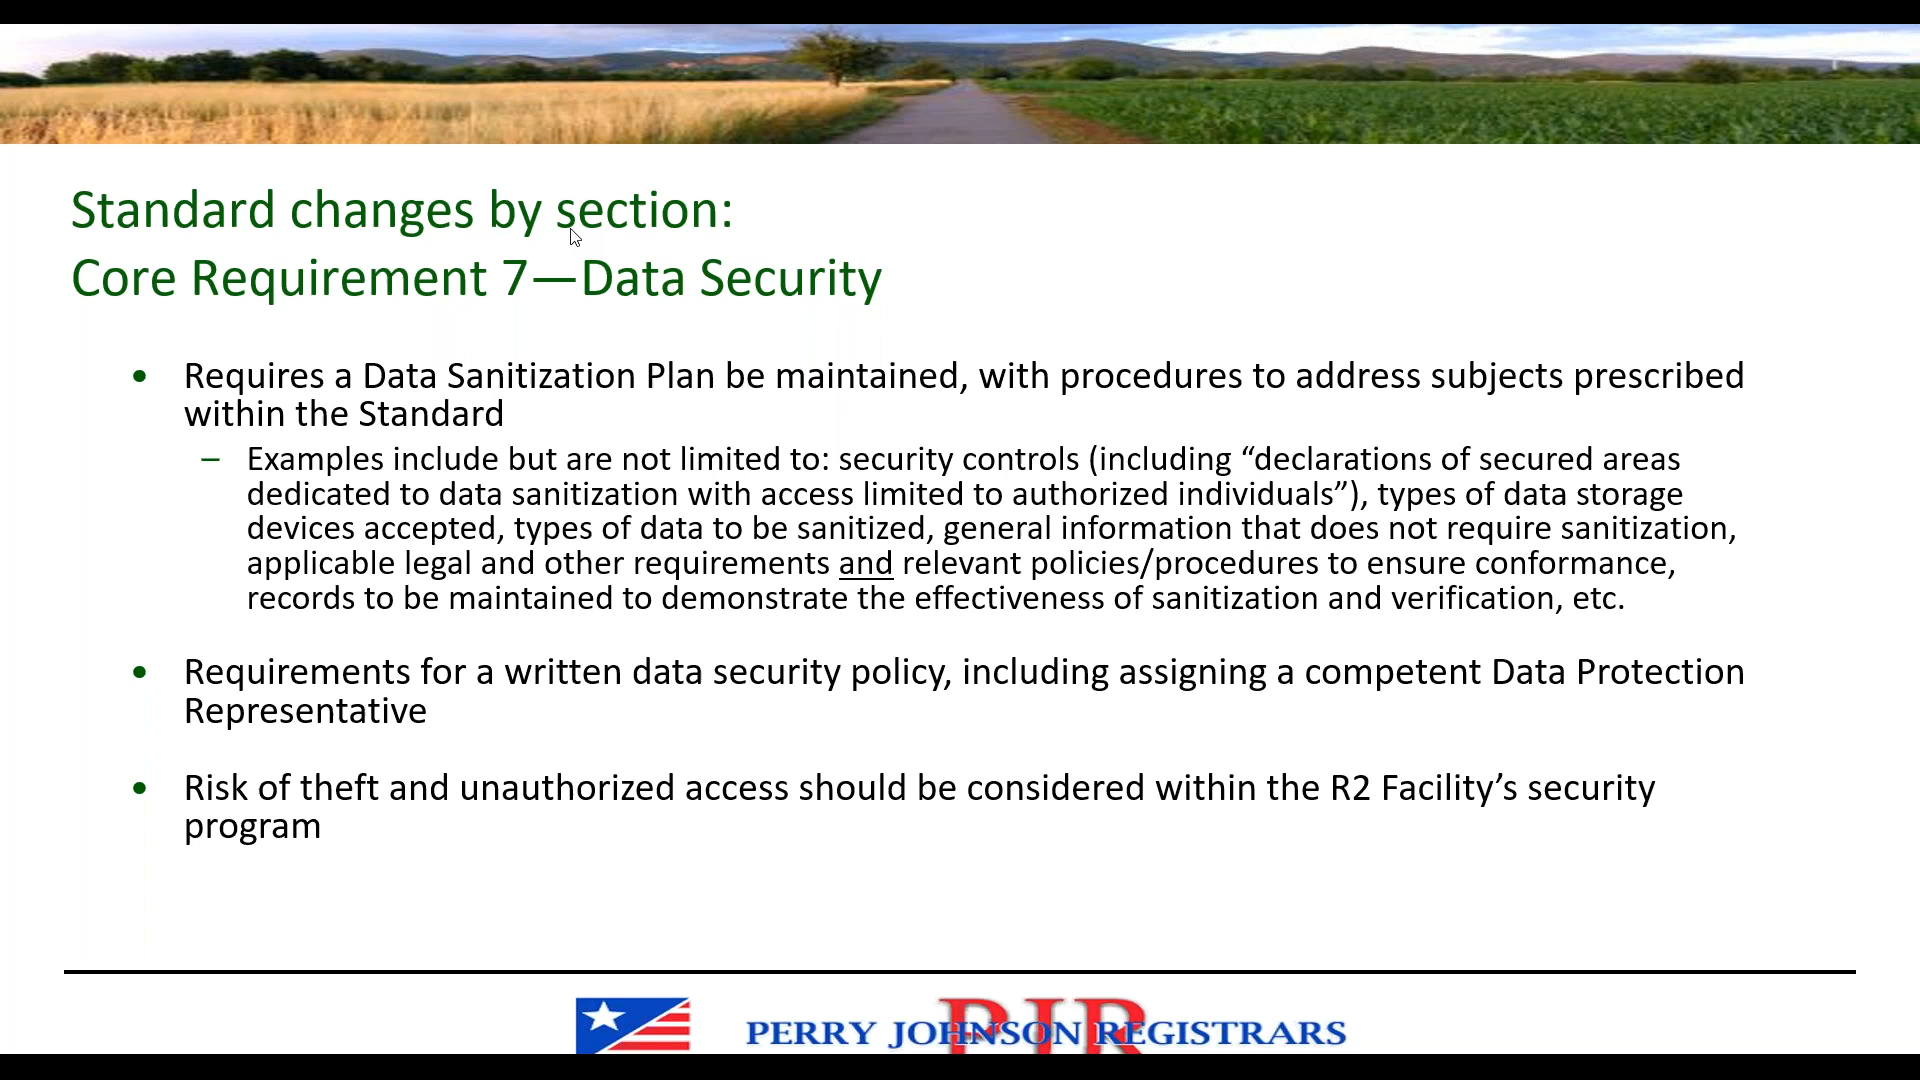 Standard changes by section:
Core Requirement 7—Data Security
• Requires a Data Sanitization Plan be maintained, with procedures to address subjects prescribed
within the Standard
– Examples include but are not limited to: security controls (including “declarations of secured areas
dedicated to data sanitization with access limited to authorized individuals”), types of data storage
devices accepted, types of data to be sanitized, general information that does not require sanitization,
applicable legal and other requirements and relevant policies/procedures to ensure conformance,
records to be maintained to demonstrate the effectiveness of sanitization and verification, etc.
• Requirements for a written data security policy, including assigning a competent Data Protection
Representative
• Risk of theft and unauthorized access should be considered within the R2 Facility’s security
program
PJR
PERRY JOHNSON REGISTRARS